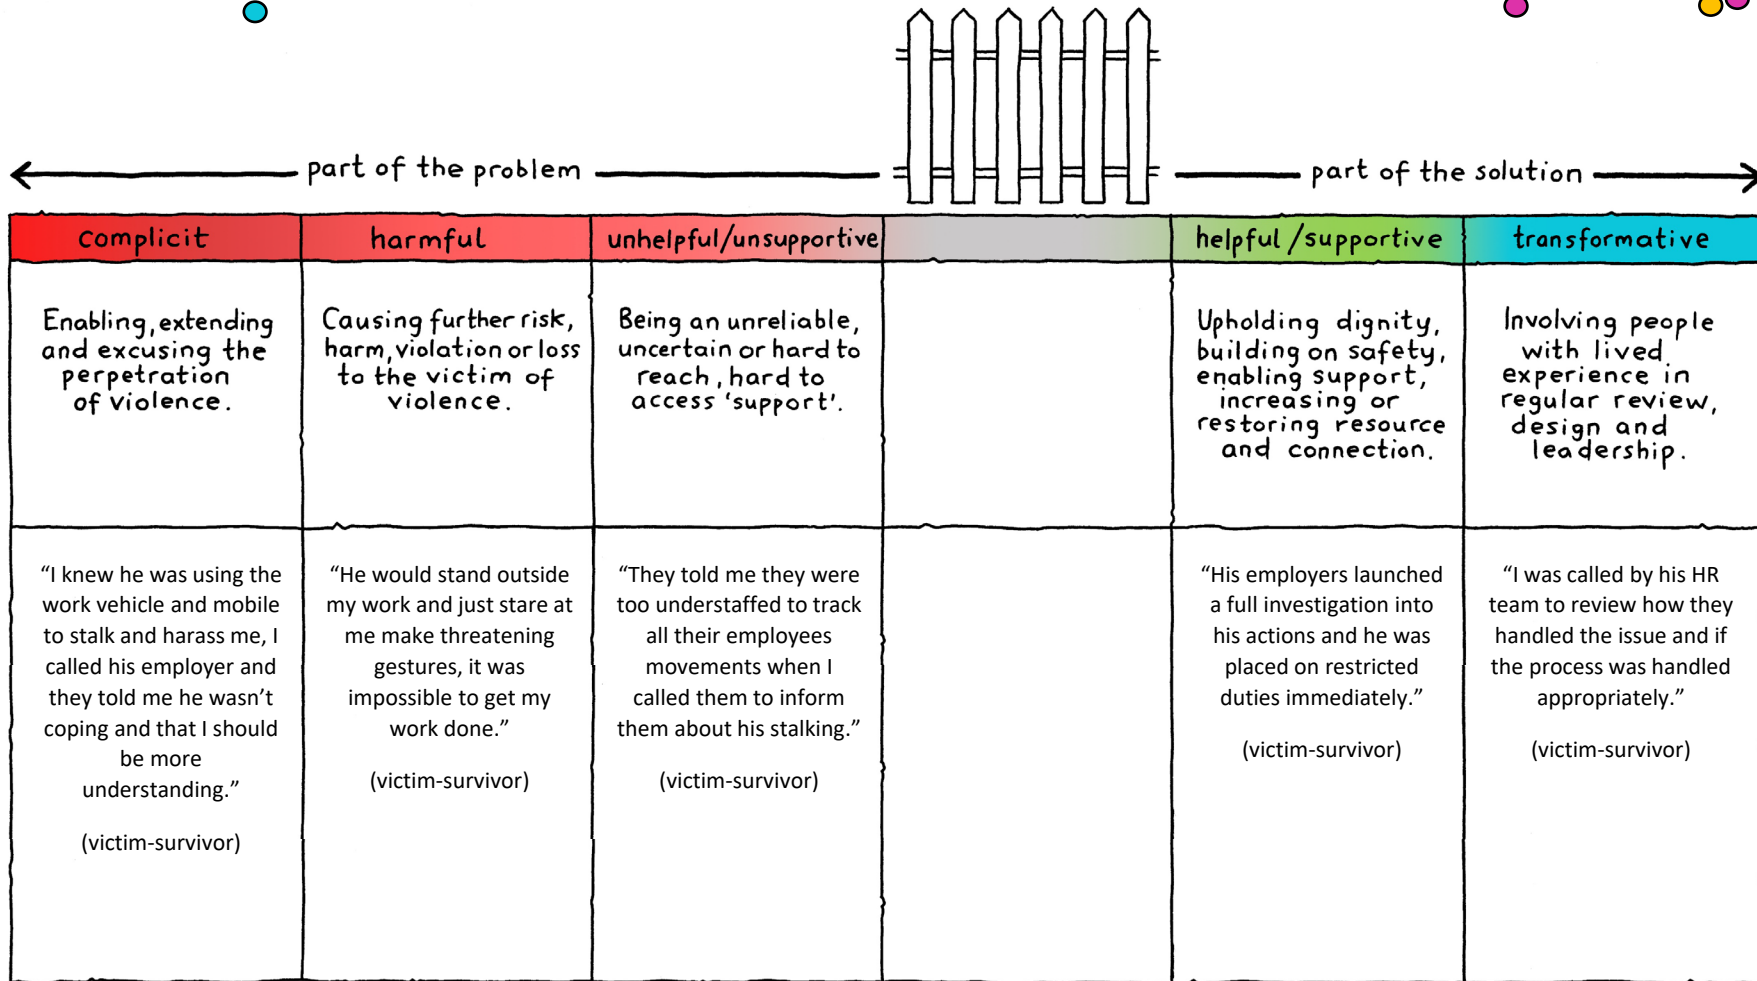 part of the problem
part of the solution
complicit
harmful
unhelpful/unsupportive
helpful/supportive
transformative
Enabling, extending
and excusing the
perpetration
of violence.
Causing further risk,
harm, violation or loss
to the victim of
violence.
Being an unreliable,
uncertain or hard to
reach, hard to
access 'support'.
Upholding dignity,
building on safety,
enabling support,
increasing or
restoring resource
and connection.
Involving people
with lived
experience in
regular review,
design and
leadership.
“I knew he was using the
work vehicle and mobile
to stalk and harass me, I
called his employer and
they told me he wasn’t
coping and that I should
be more
understanding.”
(victim-survivor)
“He would stand outside
my work and just stare at
me make threatening
gestures, it was
impossible to get my
work done.”
(victim-survivor)
“They told me they were
too understaffed to track
all their employees
movements when I
called them to inform
them about his stalking.”
(victim-survivor)
“His employers launched
a full investigation into
his actions and he was
placed on restricted
duties immediately.”
(victim-survivor)
“I was called by his HR
team to review how they
handled the issue and if
the process was handled
appropriately.”
(victim-survivor)